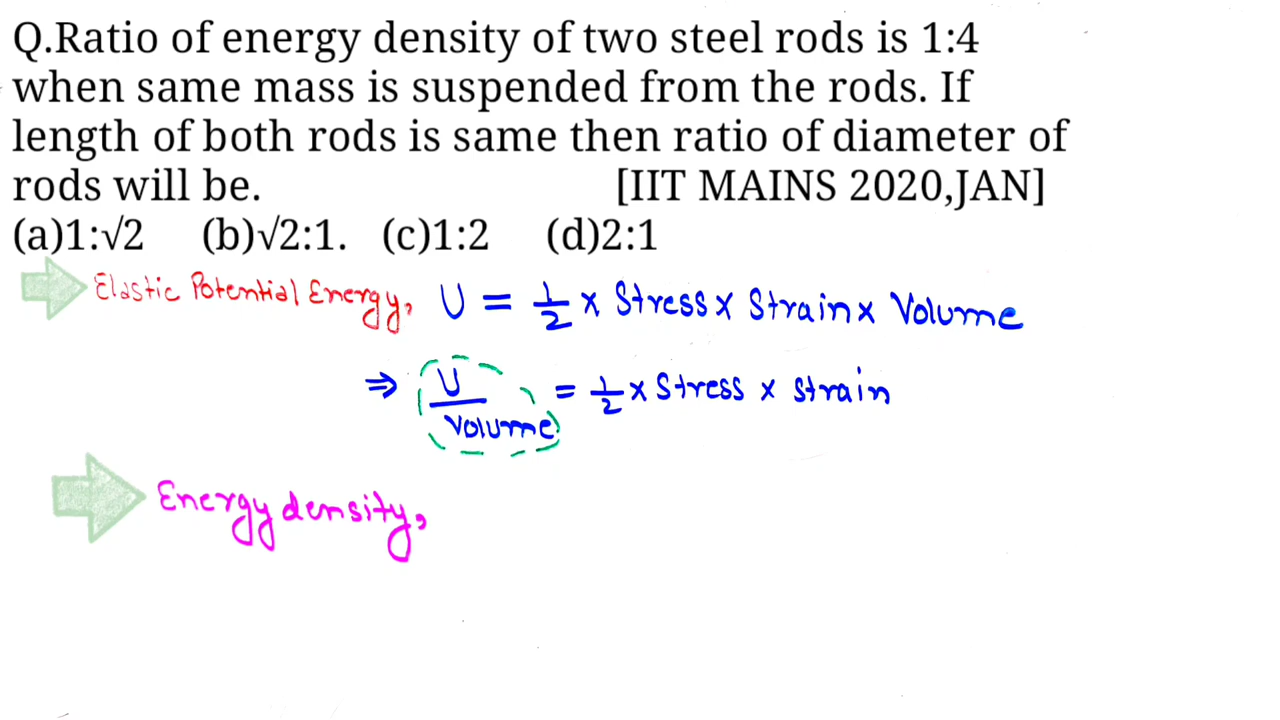 Q.Ratio of energy density of two steel rods is 1:4
when same mass is suspended from the rods. If
length of both rods is same then ratio of diameter of
rods will be. [IIT MAINS 2020,JAN]
(a)1:√2 (b)√2:1. (c)1:2 (d)2:1
Elastic Potential Energy, U = 1/2 × Stress × Strain × Volume
⇒ U/Volume = 1/2 × Stress × Strain
Energy density,